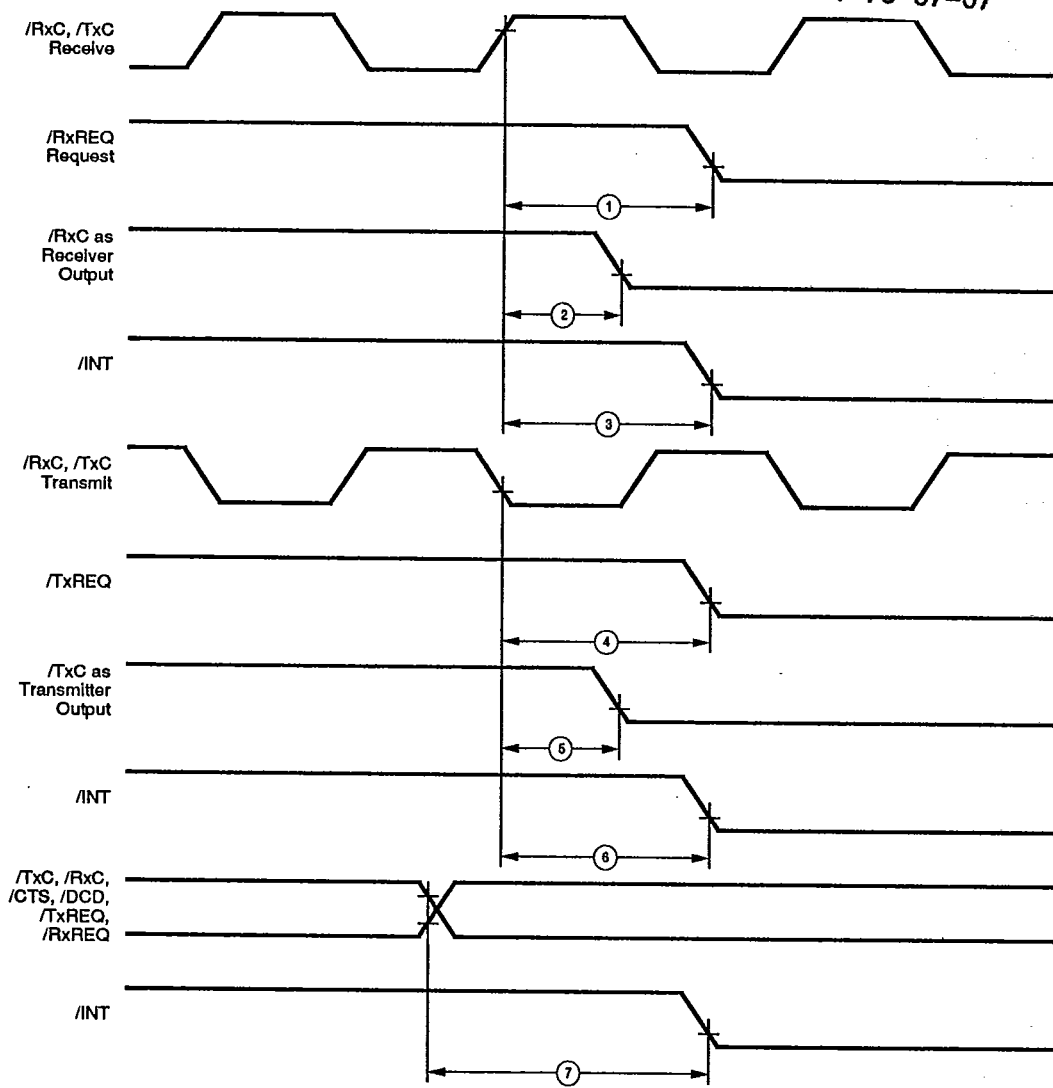 /RxC, /TxC
Receive
/RxREQ
Request
1
/RxC as
Receiver
Output
2
/INT
3
/RxC, /TxC
Transmit
/TxREQ
4
/TxC as
Transmitter
Output
5
/INT
6
/TxC, /RxC,
/CTS, /DCD,
/TxREQ,
/RxREQ
/INT
7